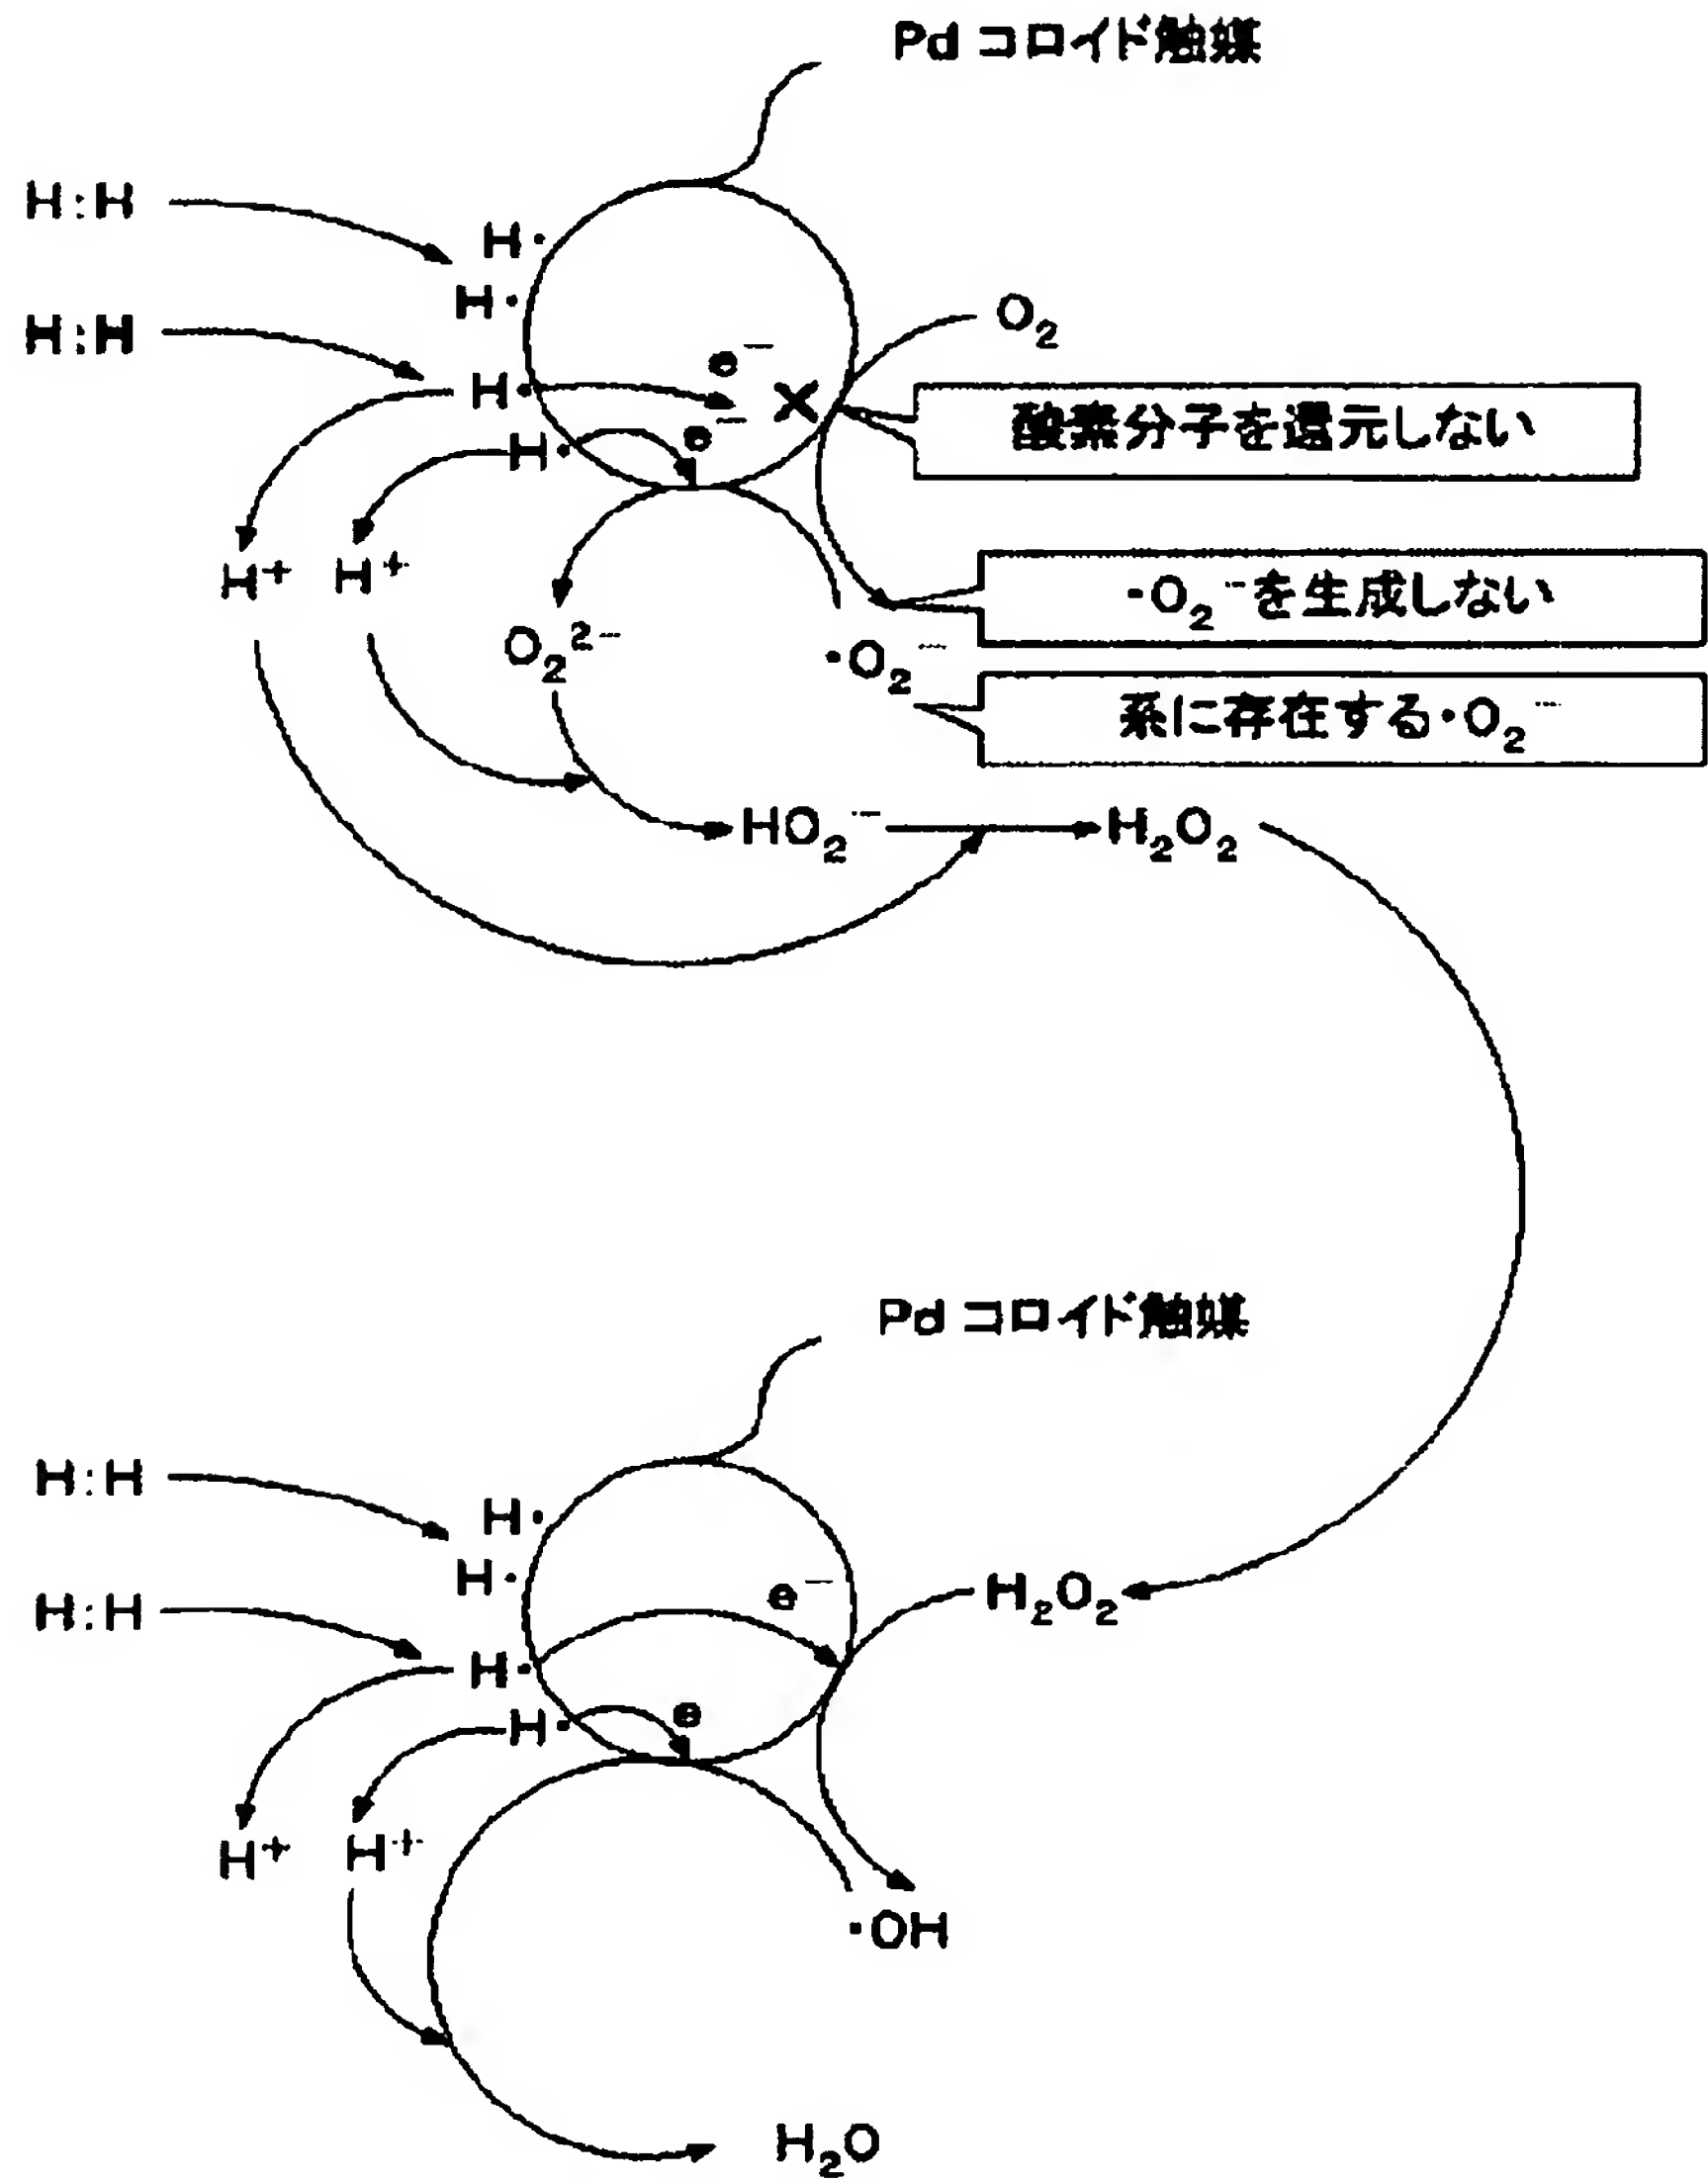 Pd コロイド触媒
H:H
H・
H・
O₂
H:H
e⁻
H・
×
酸素分子を還元しない
e⁻
H・
H⁺
H⁺
・O₂⁻を生成しない
O₂²⁻
・O₂⁻
系に存在する・O₂⁻
HO₂⁻
H₂O₂
Pd コロイド触媒
H:H
H・
H・
e⁻
H₂O₂
H:H
H・
H・
e
H⁺
H⁺
・OH
H₂O